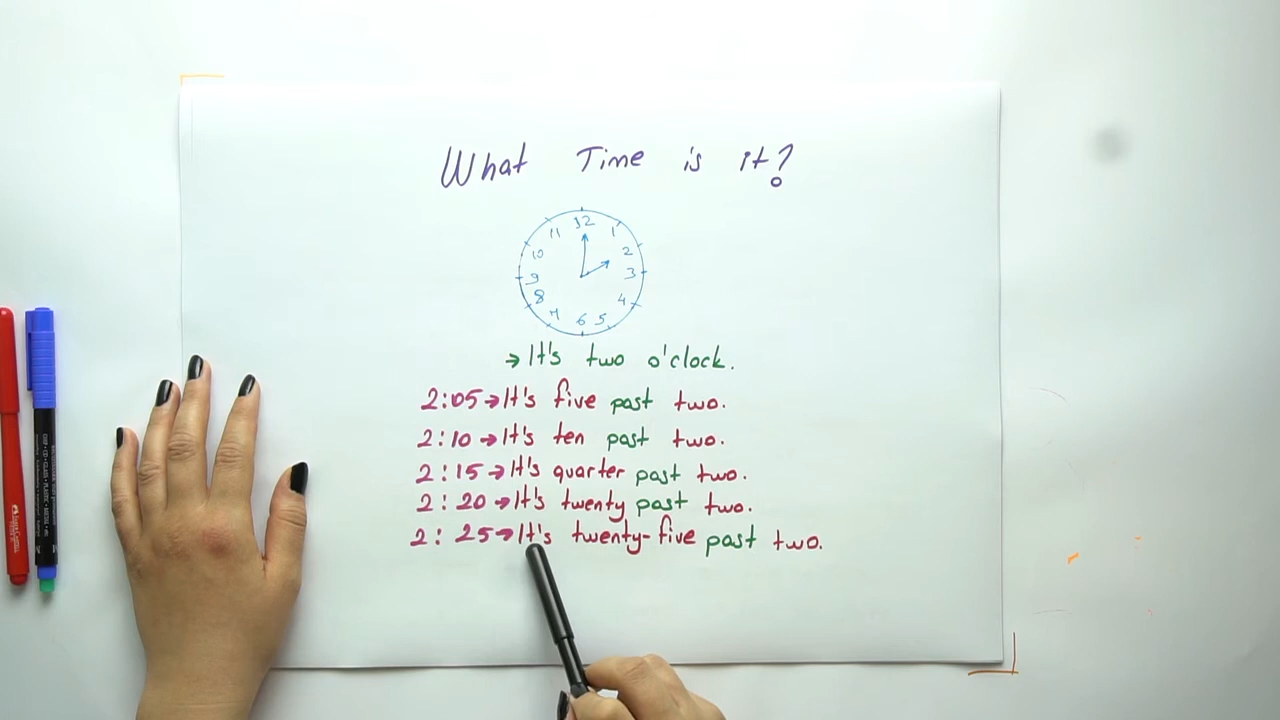 What Time is it?
12
11 1
10 2
9 3
8 4
7 5
6
→It's two o'clock.
2:05→It's five past two.
2:10→It's ten past two.
2:15→It's quarter past two.
2:20→It's twenty past two.
2:25→It's twenty-five past two.